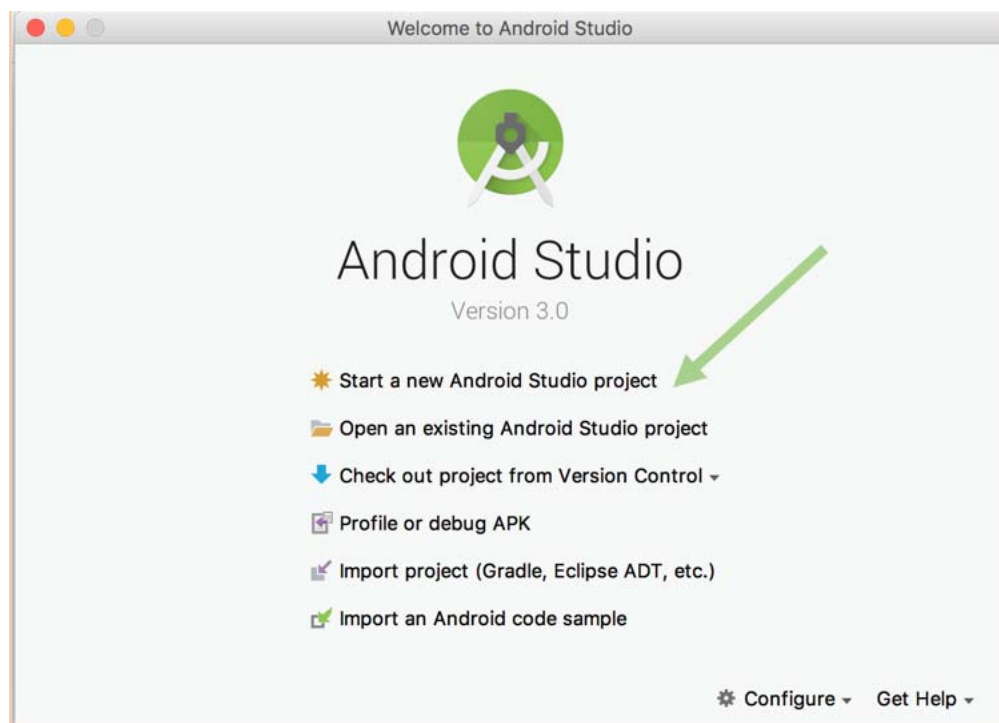 Welcome to Android Studio
Android Studio
Version 3.0
Start a new Android Studio project
Open an existing Android Studio project
Check out project from Version Control
Profile or debug APK
Import project (Gradle, Eclipse ADT, etc.)
Import an Android code sample
Configure Get Help